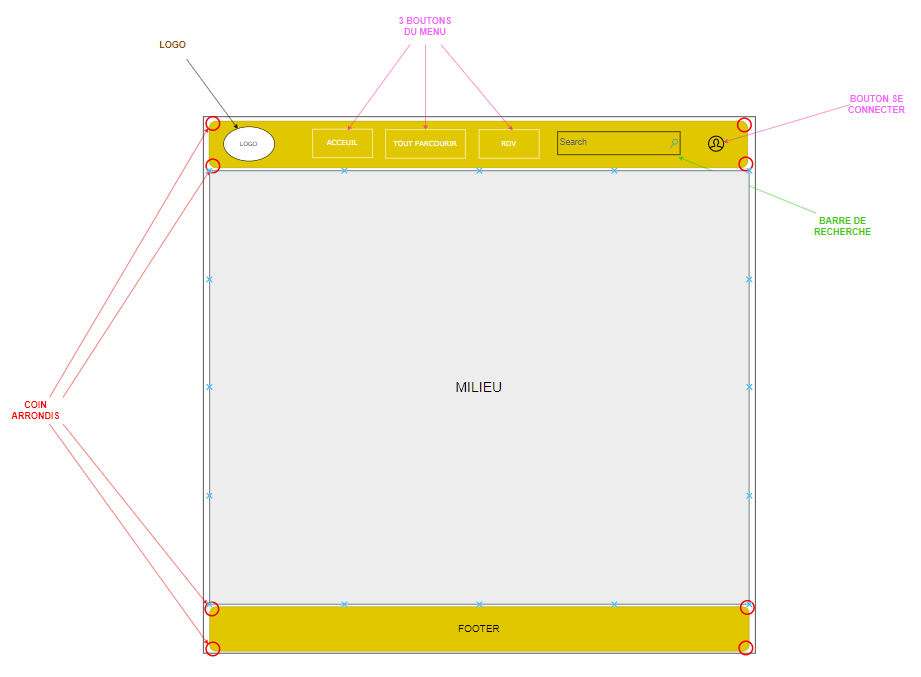 3 BOUTONS
DU MENU
LOGO
BOUTON SE
CONNECTER
LOGO
ACCEUIL
TOUT PARCOURIR
RDV
Search
BARRE DE
RECHERCHE
MILIEU
COIN
ARRONDIS
FOOTER